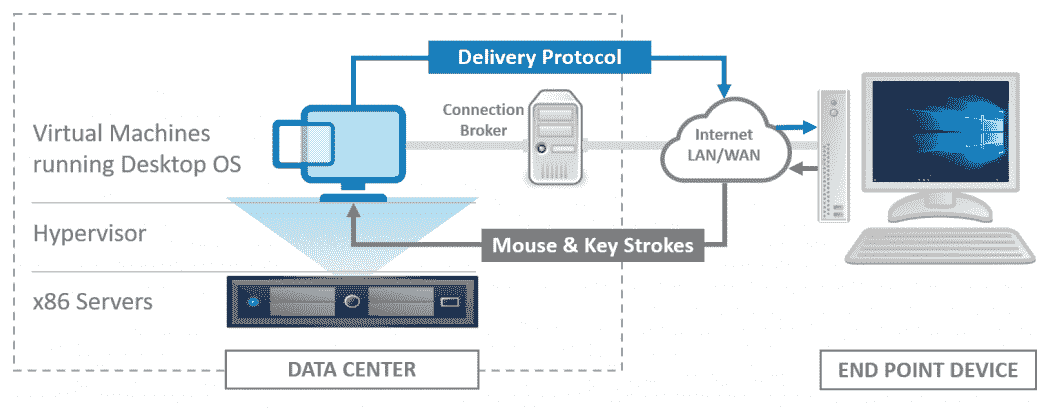 Delivery Protocol
Connection
Broker
Virtual Machines
running Desktop OS
Internet
LAN/WAN
Hypervisor
Mouse & Key Strokes
x86 Servers
DATA CENTER
END POINT DEVICE